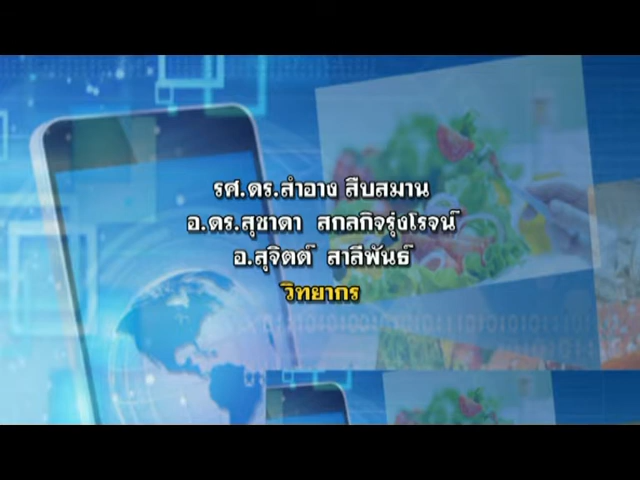 รศ.ดร.สำอาง สืบสมาน
อ.ดร.สุชาดา สกลกิจรุ่งโรจน์
อ.สุจิตต์ สาลีพันธ์
วิทยากร